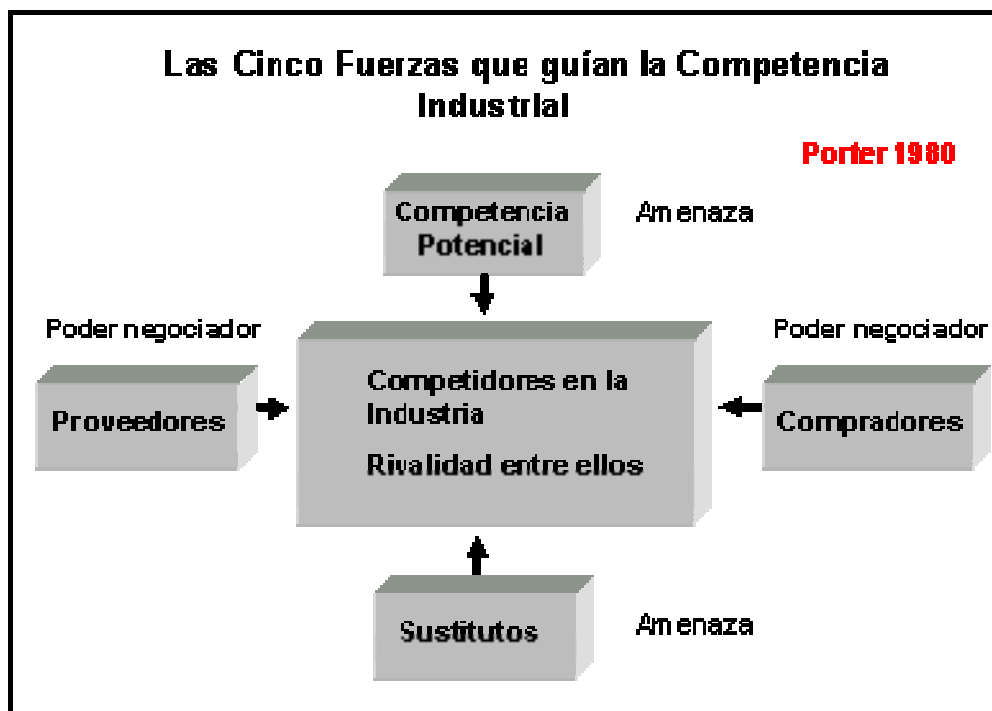 Las Cinco Fuerzas que guían la Competencia
Industrial
Porter 1980
Competencia
Potencial
Amenaza
Poder negociador
Poder negociador
Proveedores
Competidores en la
Industria
Rivalidad entre ellos
Compradores
Sustitutos
Amenaza